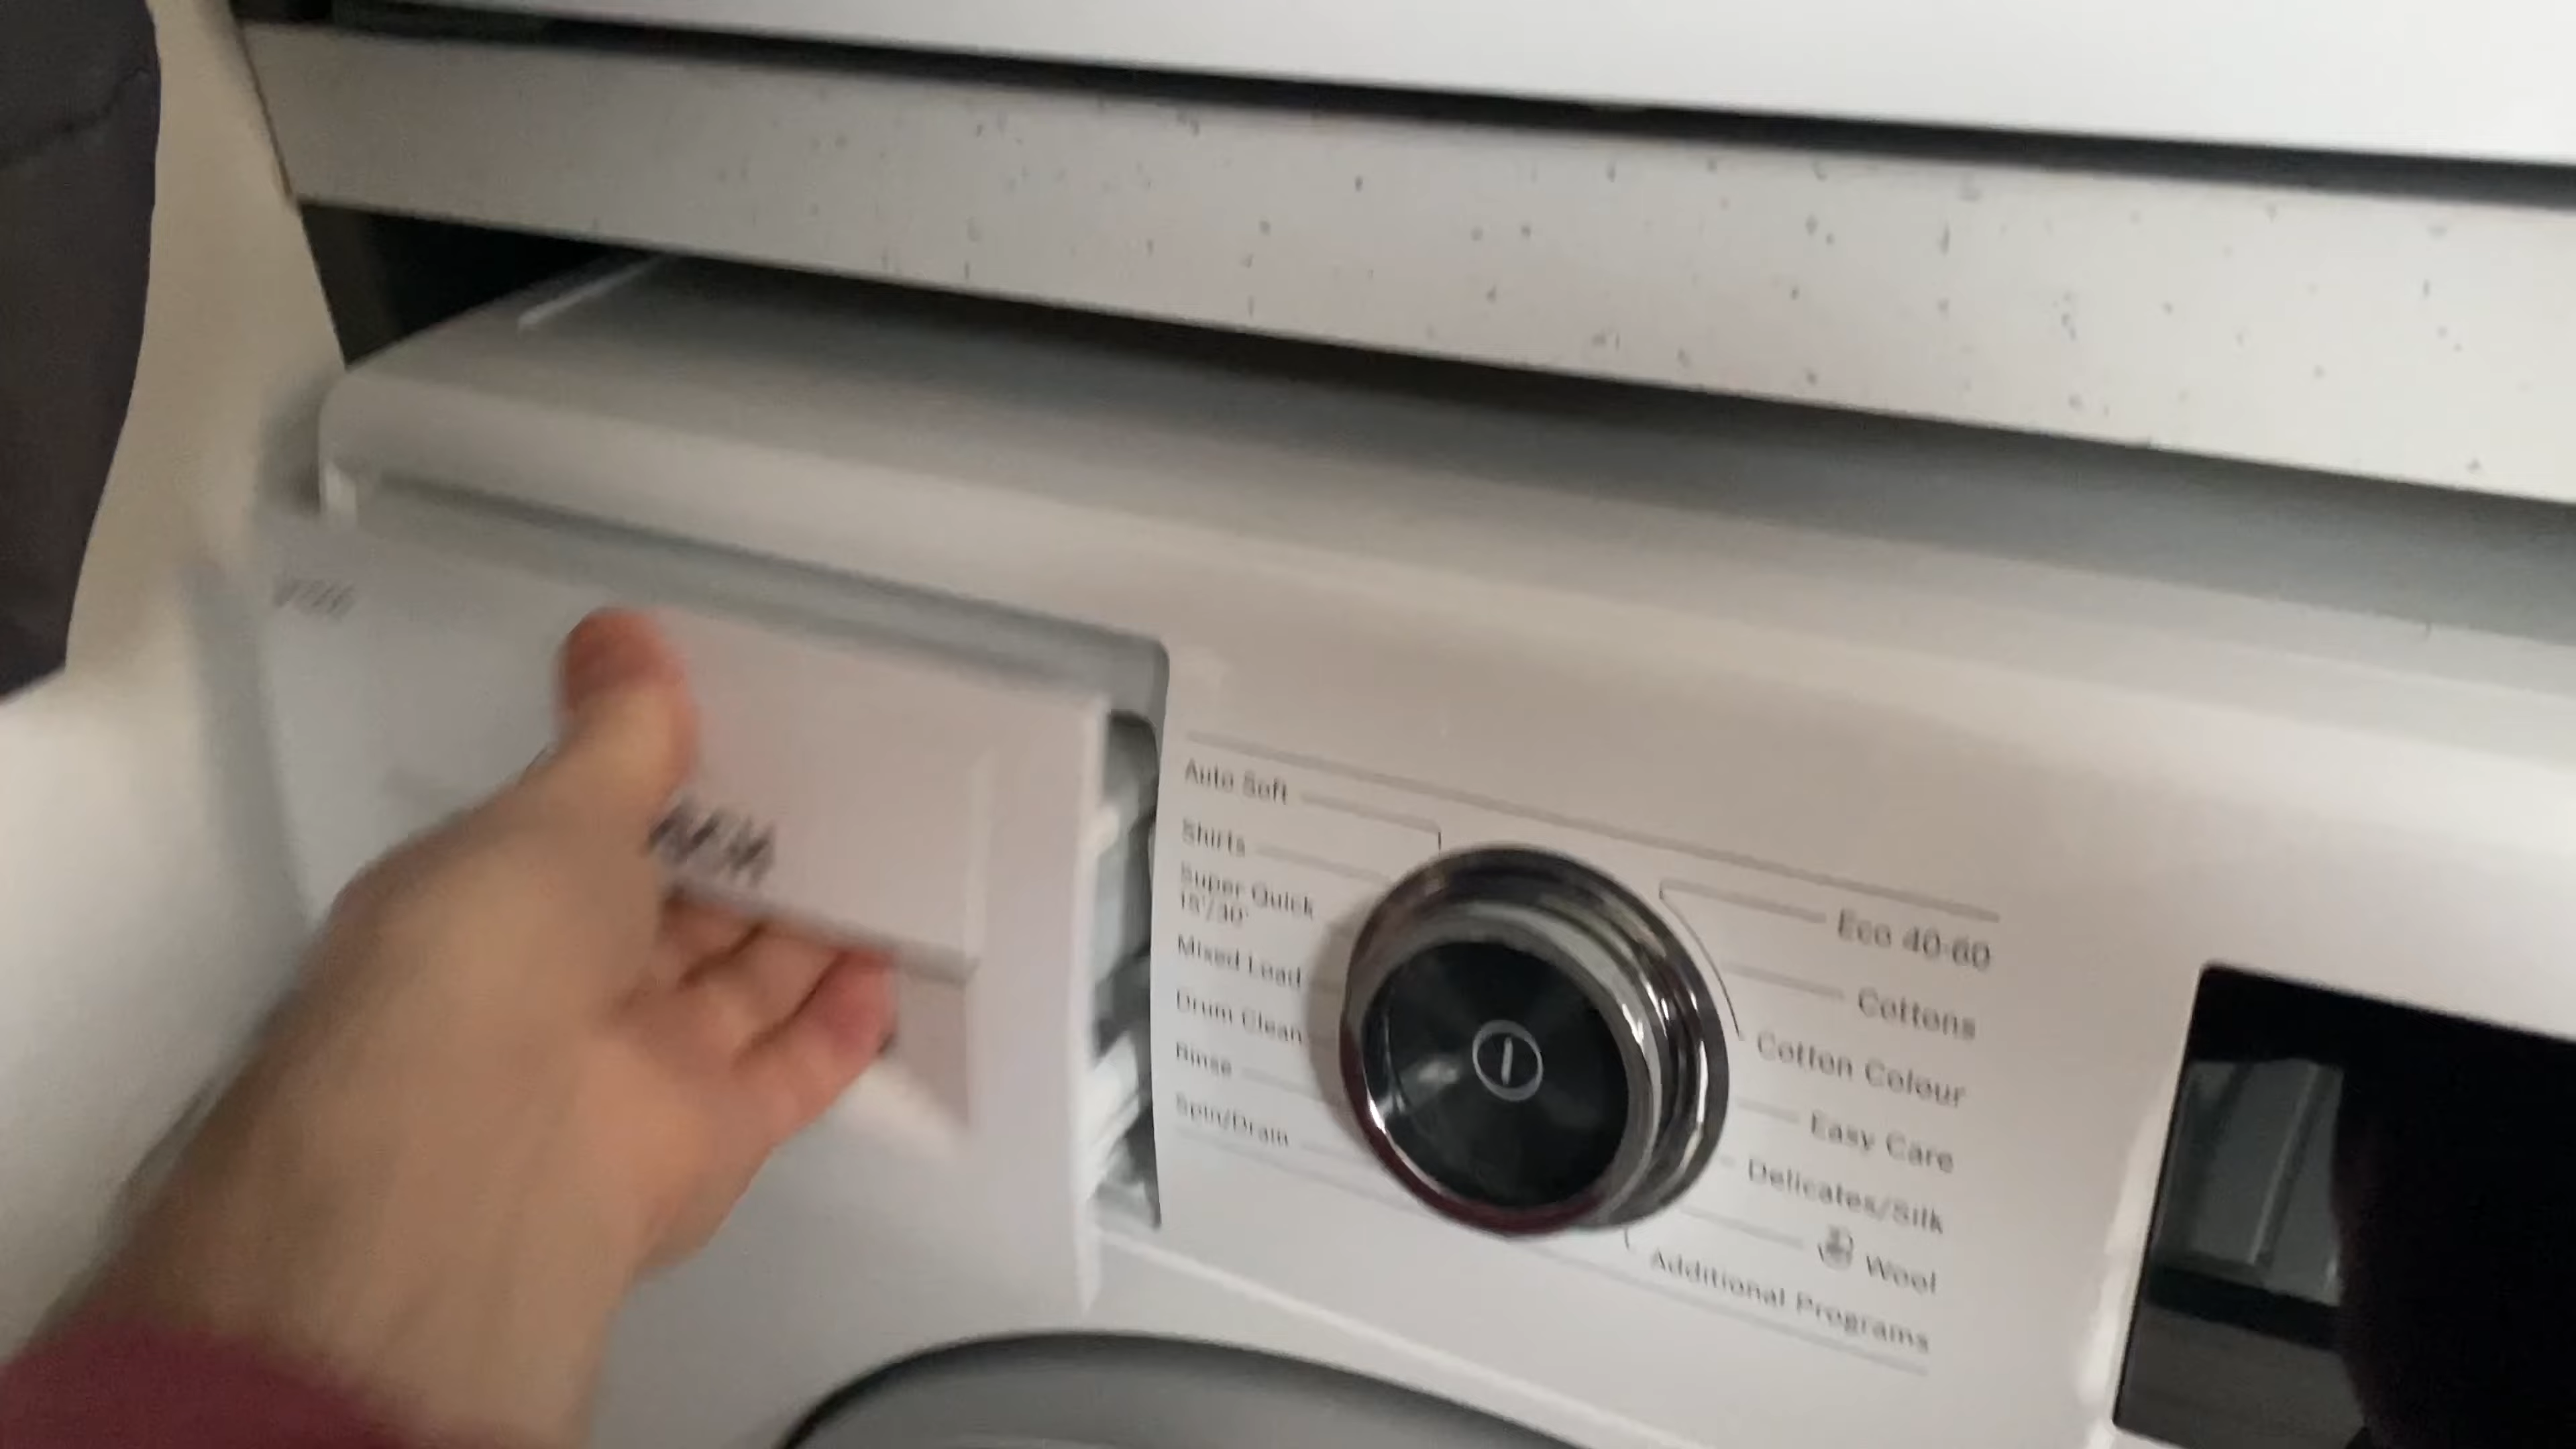 Auto Soft
Shirts
Super Quick
15'/30'
Mixed Load
Drum Clean
Rinse
Spin/Drain
Eco 40-60
Cottons
Cotton Colour
Easy Care
Delicates/Silk
Wool
Additional Programs